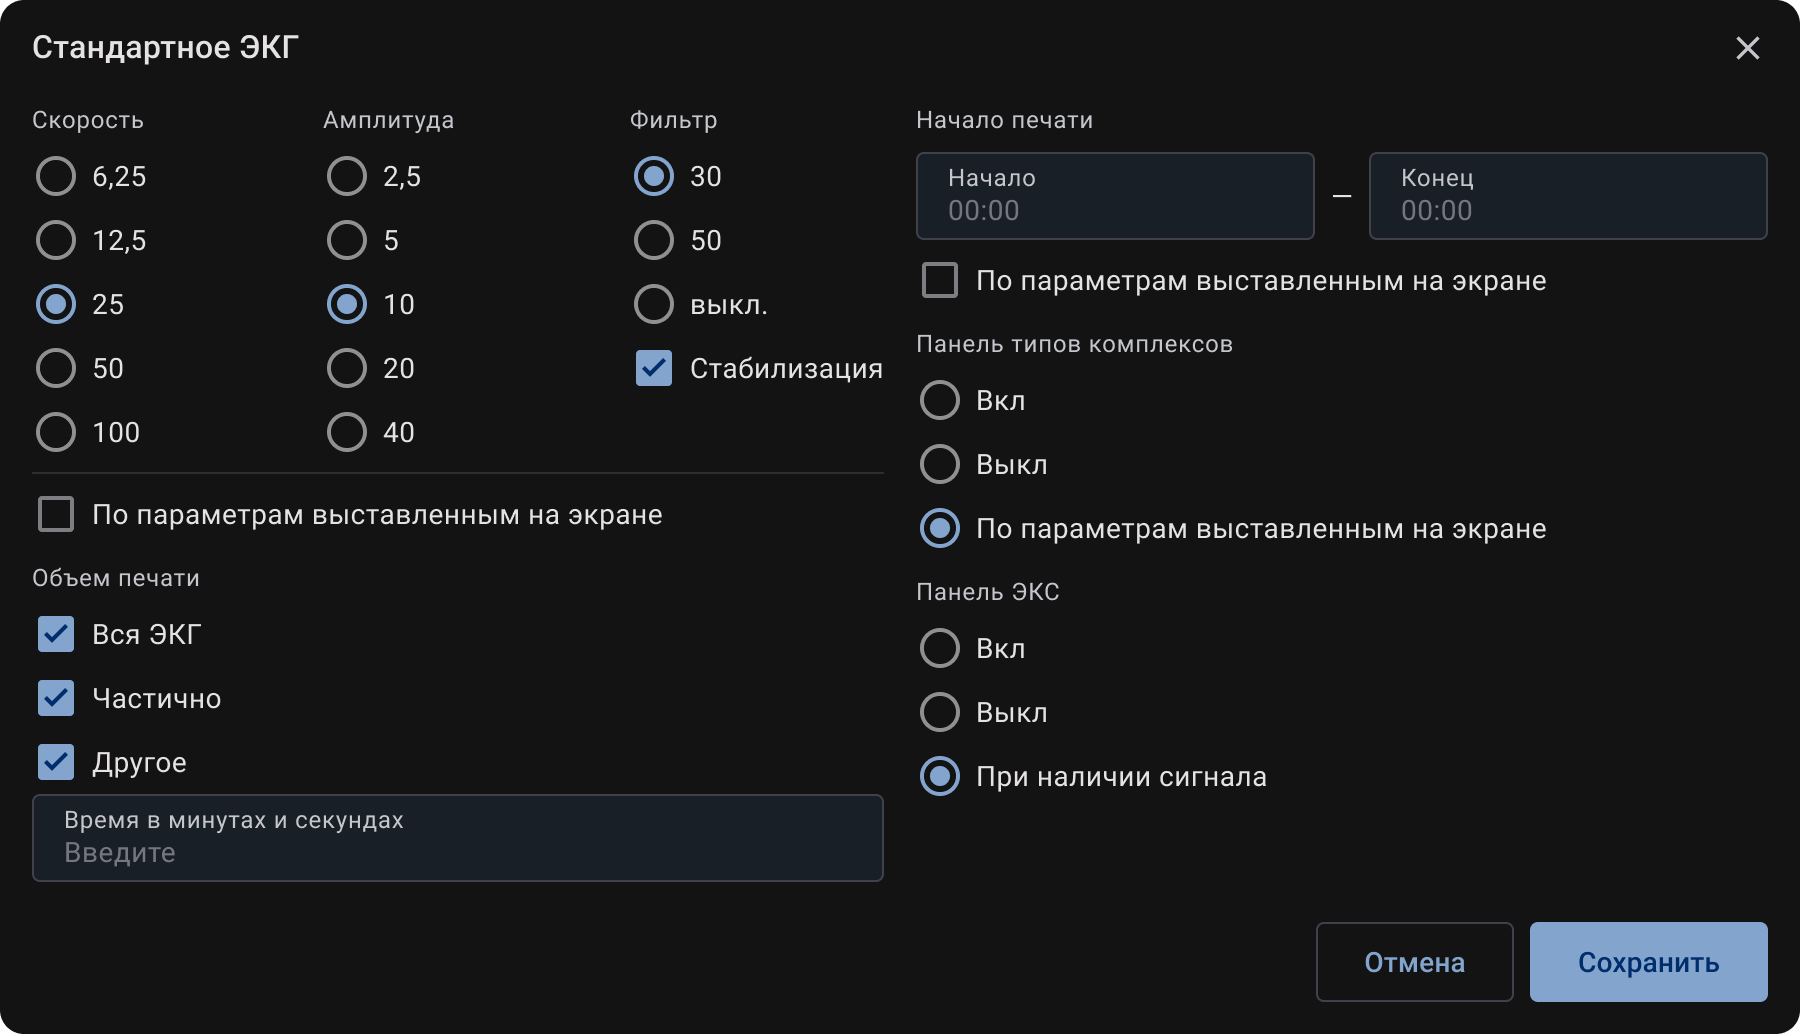 Стандартное ЭКГ
Скорость
6,25
12,5
25
50
100
Амплитуда
2,5
5
10
20
40
Фильтр
30
50
выкл.
Стабилизация
По параметрам выставленным на экране
Объем печати
Вся ЭКГ
Частично
Другое
Время в минутах и секундах
Введите
Начало печати
Начало
00:00
–
Конец
00:00
По параметрам выставленным на экране
Панель типов комплексов
Вкл
Выкл
По параметрам выставленным на экране
Панель ЭКС
Вкл
Выкл
При наличии сигнала
Отмена
Сохранить